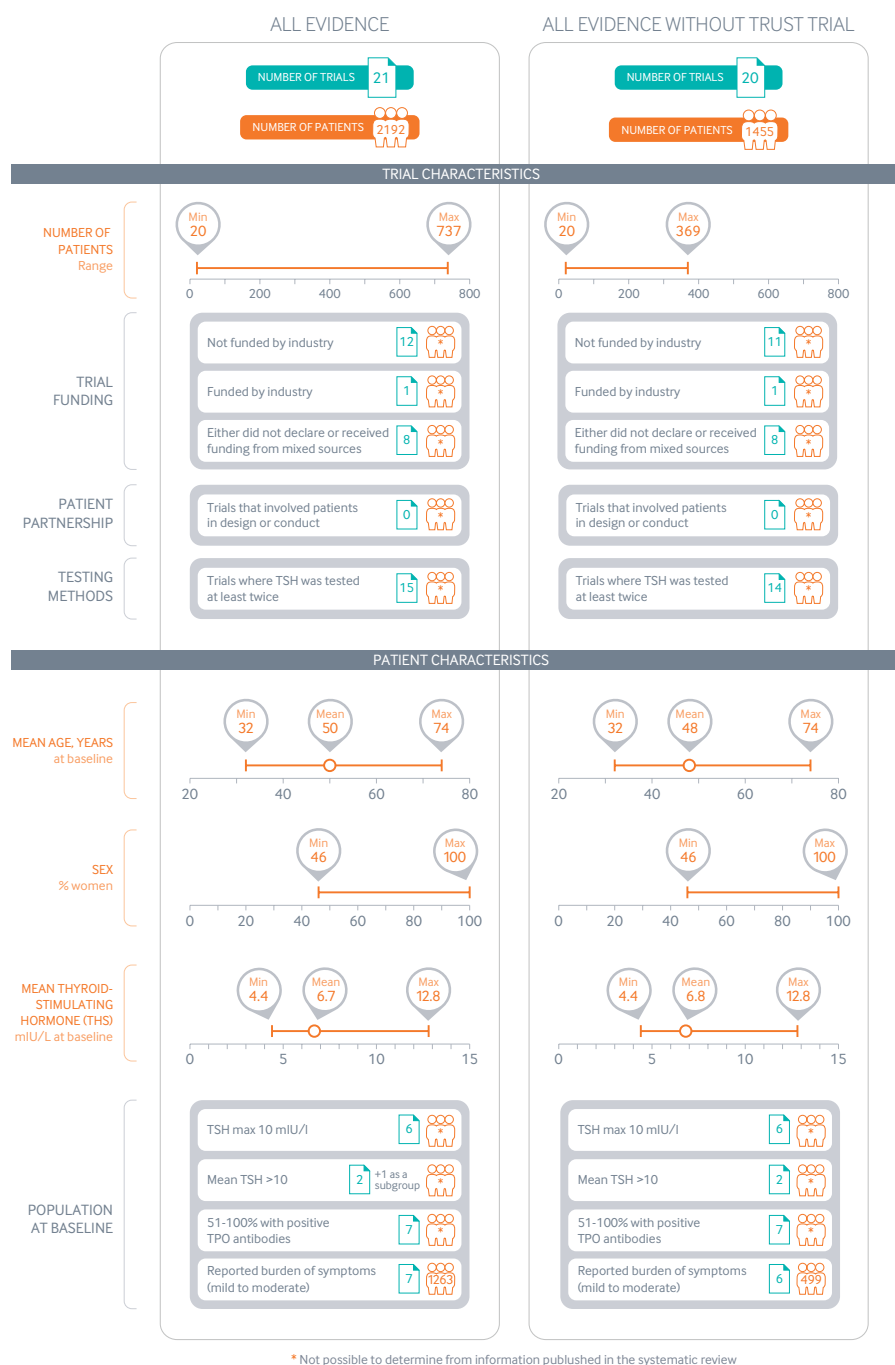 ALL EVIDENCE
ALL EVIDENCE WITHOUT TRUST TRIAL
NUMBER OF TRIALS 21
NUMBER OF TRIALS 20
NUMBER OF PATIENTS 2192
NUMBER OF PATIENTS 1455
TRIAL CHARACTERISTICS
NUMBER OF
PATIENTS
Range
Min
20
Max
737
0 200 400 600 800
Min
20
Max
369
0 200 400 600 800
TRIAL
FUNDING
Not funded by industry 12 *
Funded by industry 1 *
Either did not declare or received
funding from mixed sources 8 *
Not funded by industry 11 *
Funded by industry 1 *
Either did not declare or received
funding from mixed sources 8 *
PATIENT
PARTNERSHIP
Trials that involved patients
in design or conduct 0 *
Trials that involved patients
in design or conduct 0 *
TESTING
METHODS
Trials where TSH was tested
at least twice 15 *
Trials where TSH was tested
at least twice 14 *
PATIENT CHARACTERISTICS
MEAN AGE, YEARS
at baseline
Min
32
Mean
50
Max
74
20 40 60 80
Min
32
Mean
48
Max
74
20 40 60 80
SEX
% women
Min
46
Max
100
0 20 40 60 80 100
Min
46
Max
100
0 20 40 60 80 100
MEAN THYROID-
STIMULATING
HORMONE (THS)
mIU/L at baseline
Min
4.4
Mean
6.7
Max
12.8
0 5 10 15
Min
4.4
Mean
6.8
Max
12.8
0 5 10 15
POPULATION
AT BASELINE
TSH max 10 mIU/l 6 *
Mean TSH >10 2 +1 as a
subgroup *
51-100% with positive
TPO antibodies 7 *
Reported burden of symptoms
(mild to moderate) 7 1263
TSH max 10 mIU/l 6 *
Mean TSH >10 2 *
51-100% with positive
TPO antibodies 7 *
Reported burden of symptoms
(mild to moderate) 6 499
* Not possible to determine from information publushed in the systematic review